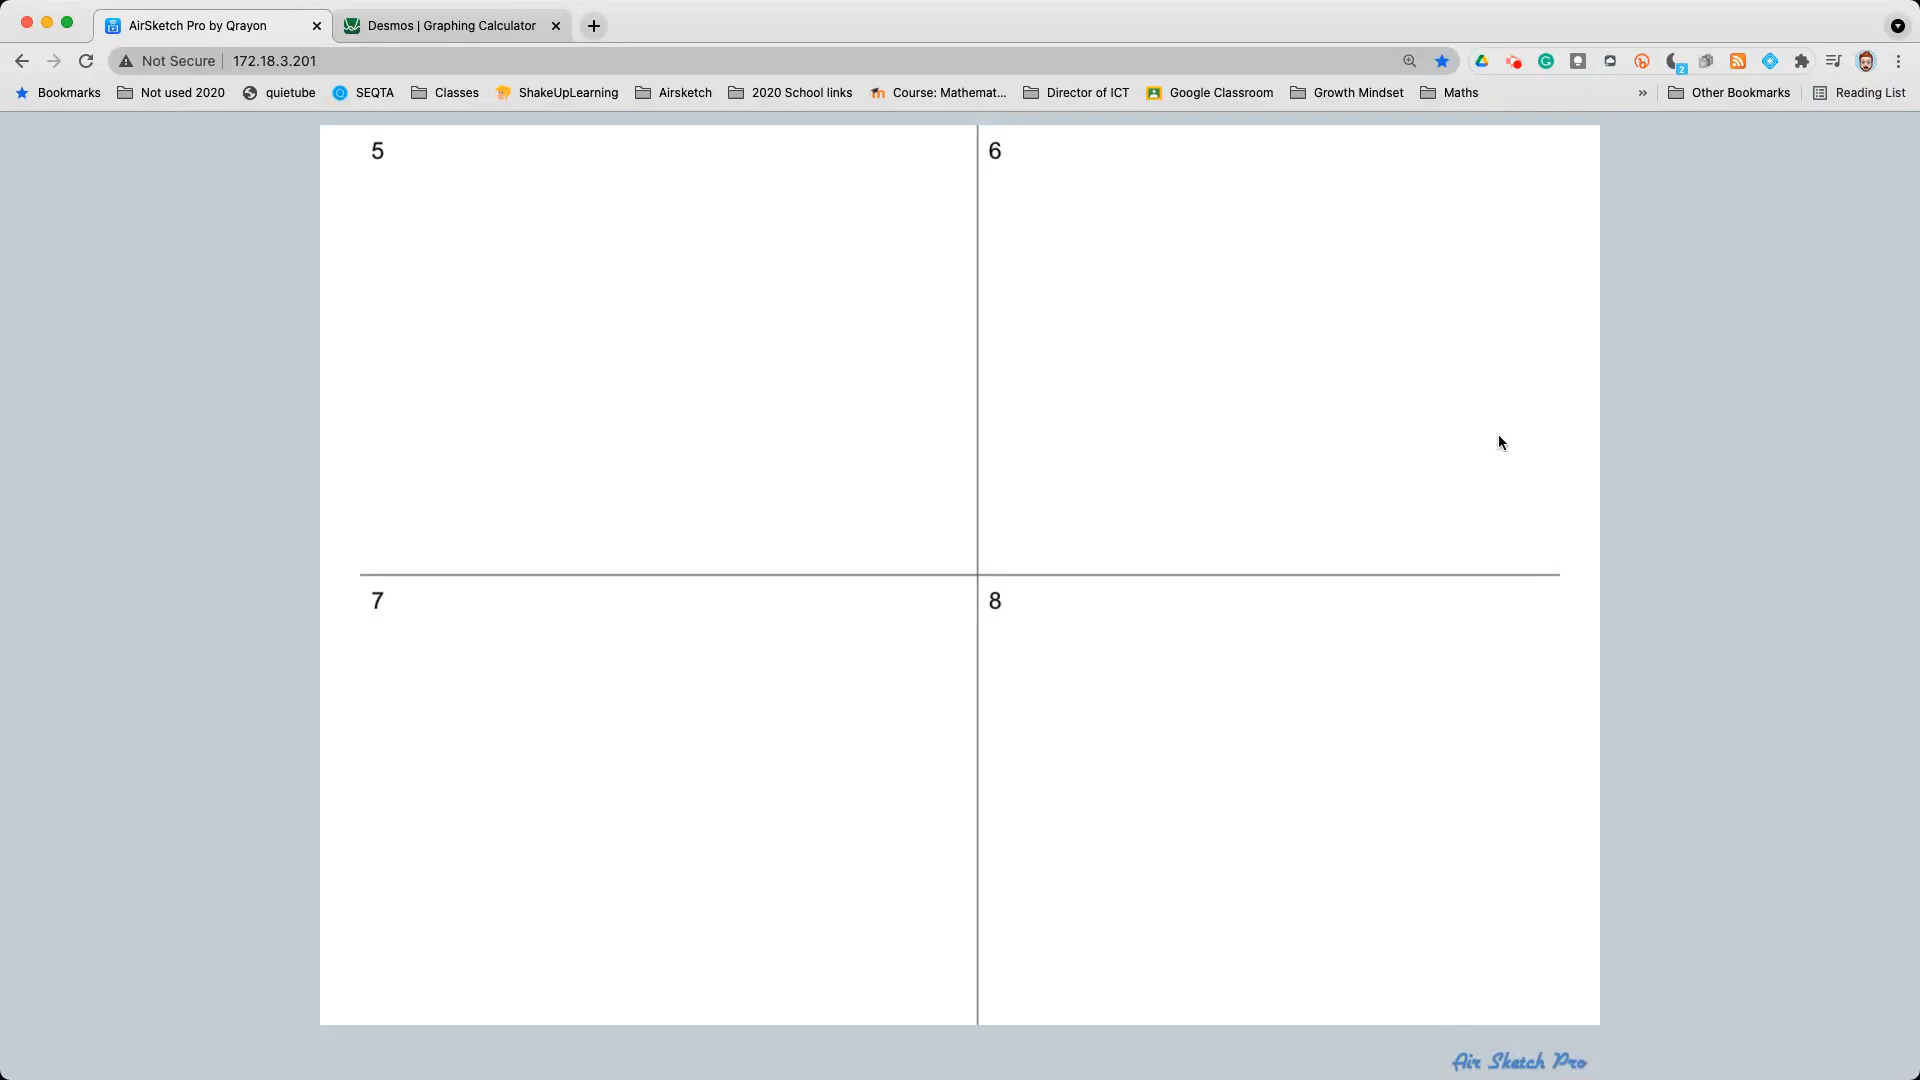 AirSketch Pro by Qrayon
Desmos | Graphing Calculator
Not Secure
172.18.3.201
2
Bookmarks
Not used 2020
quietube
SEQTA
Classes
ShakeUpLearning
Airsketch
2020 School links
Course: Mathemat...
Director of ICT
Google Classroom
Growth Mindset
Maths
»
Other Bookmarks
Reading List
5
6
7
8
Air Sketch Pro